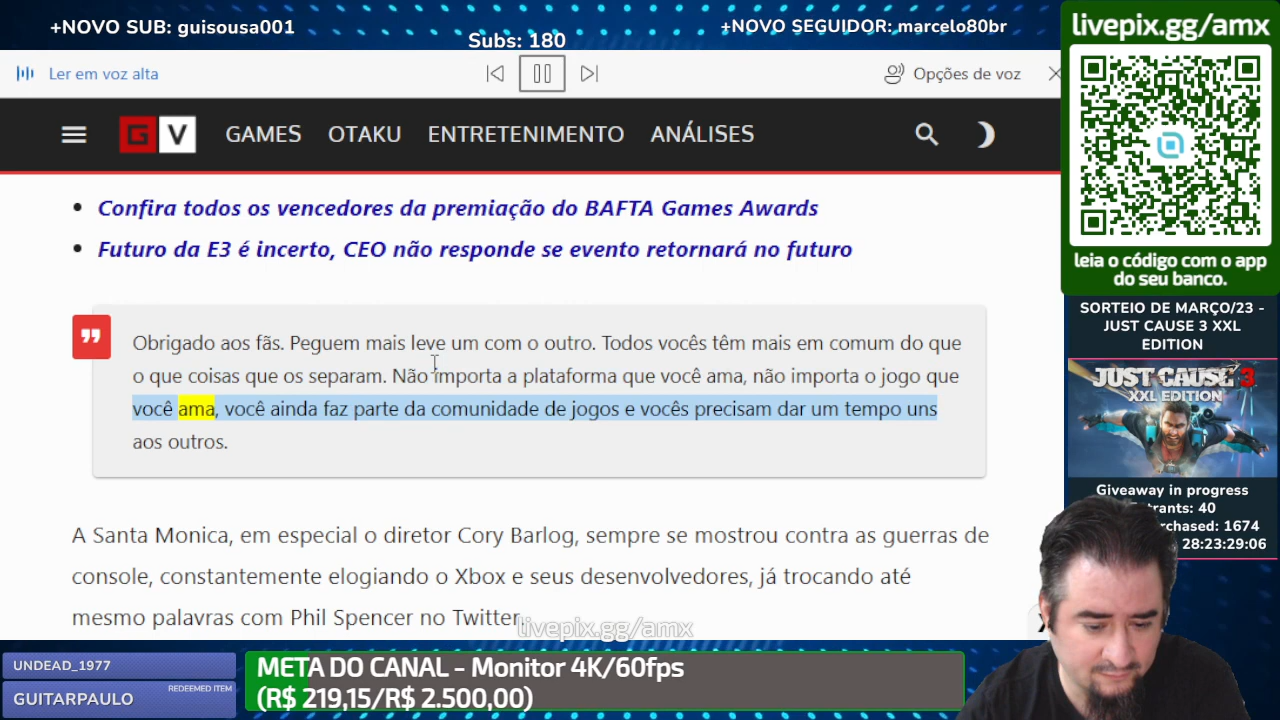 +NOVO SUB: guisousa001
Subs: 180
+NOVO SEGUIDOR: marcelo80br
livepix.gg/amx
Ler em voz alta
Opções de voz
G V
GAMES
OTAKU
ENTRETENIMENTO
ANÁLISES
leia o código com o app
do seu banco.
Confira todos os vencedores da premiação do BAFTA Games Awards
Futuro da E3 é incerto, CEO não responde se evento retornará no futuro
Obrigado aos fãs. Peguem mais leve um com o outro. Todos vocês têm mais em comum do que
o que coisas que os separam. Não importa a plataforma que você ama, não importa o jogo que
você ama, você ainda faz parte da comunidade de jogos e vocês precisam dar um tempo uns
aos outros.
A Santa Monica, em especial o diretor Cory Barlog, sempre se mostrou contra as guerras de
console, constantemente elogiando o Xbox e seus desenvolvedores, já trocando até
mesmo palavras com Phil Spencer no Twitter.
livepix.gg/amx
SORTEIO DE MARÇO/23 -
JUST CAUSE 3 XXL
EDITION
JUST CAUSE 3
XXL EDITION
Giveaway in progress
Entrants: 40
rchased: 1674
28:23:29:06
UNDEAD_1977
GUITARPAULO
REDEEMED ITEM
META DO CANAL - Monitor 4K/60fps
(R$ 219,15/R$ 2.500,00)